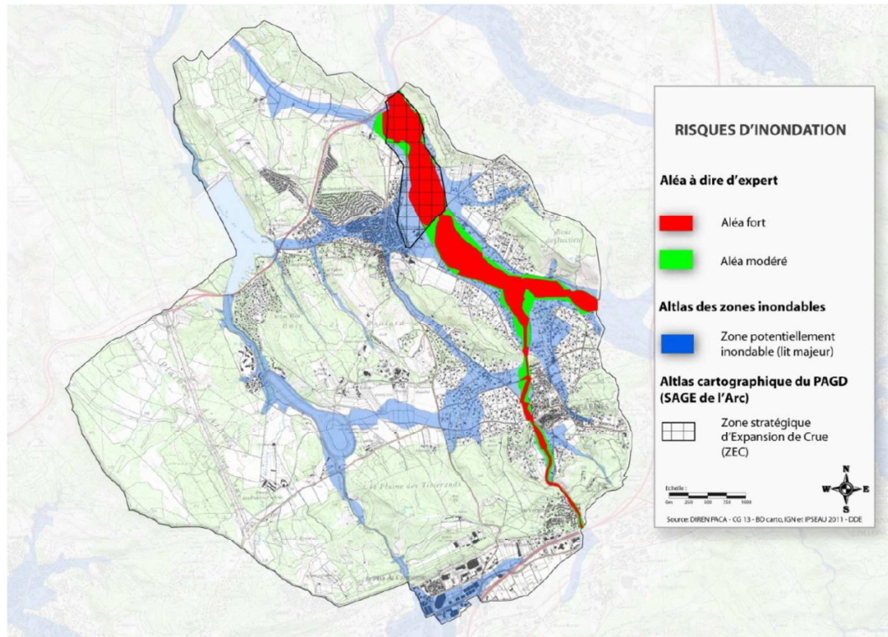 RISQUES D'INONDATION
Aléa à dire d'expert
Aléa fort
Aléa modéré
Altlas des zones inondables
Zone potentiellement
inondable (lit majeur)
Altlas cartographique du PAGD
(SAGE de l'Arc)
Zone stratégique
d'Expansion de Crue
(ZEC)
Echelle :
N
W E
S
Source: DIREN PACA - CG 13 - BD carto, IGN et IPSEAU 2011 - DDE